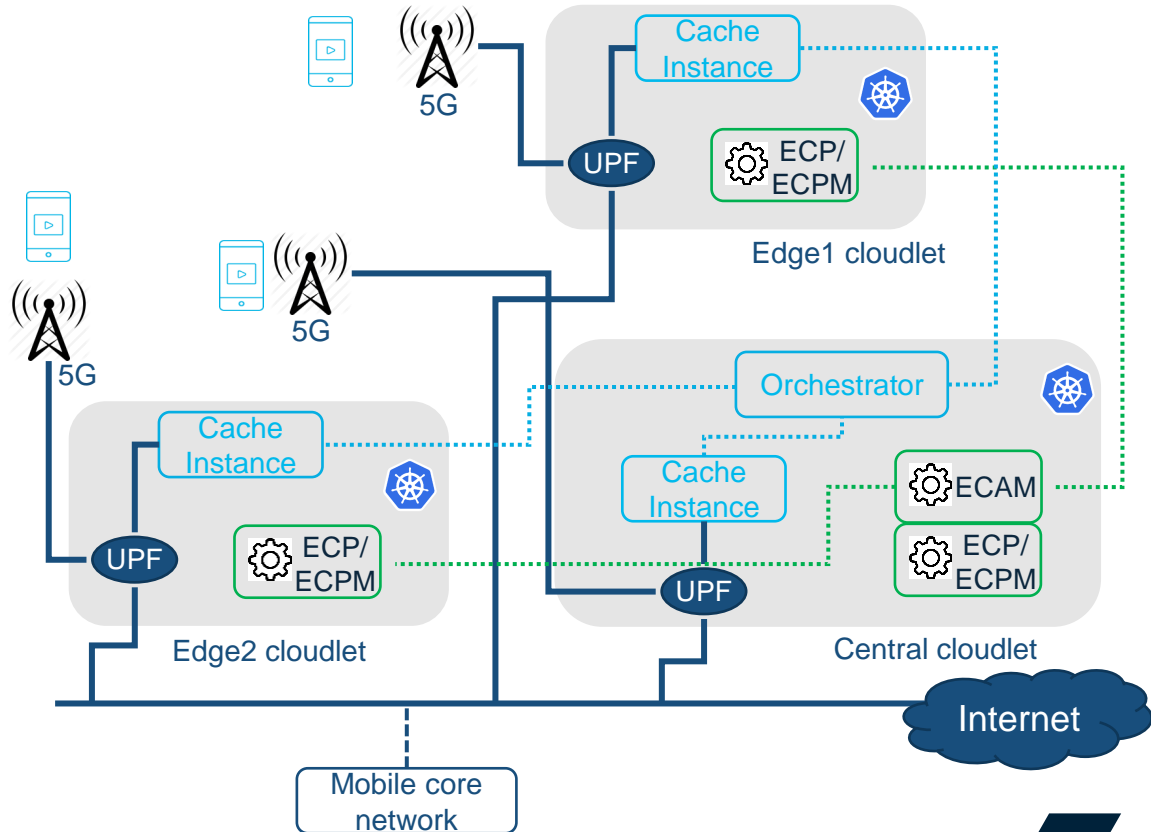 Cache
Instance
5G
UPF
ECP/
ECPM
Edge1 cloudlet
5G
5G
Orchestrator
Cache
Instance
Cache
Instance
ECAM
UPF
ECP/
ECPM
UPF
ECP/
ECPM
Edge2 cloudlet
Central cloudlet
Internet
Mobile core
network